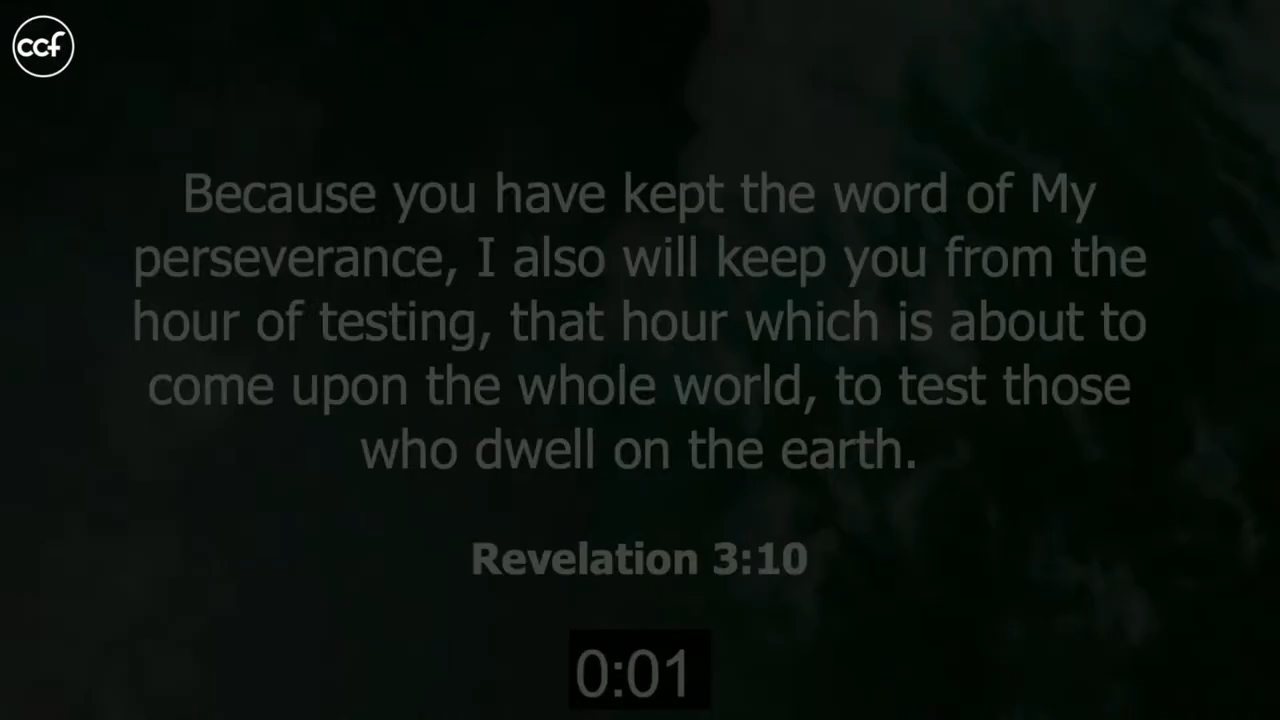 ccf
Because you have kept the word of My
perseverance, I also will keep you from the
hour of testing, that hour which is about to
come upon the whole world, to test those
who dwell on the earth.
Revelation 3:10
0:01